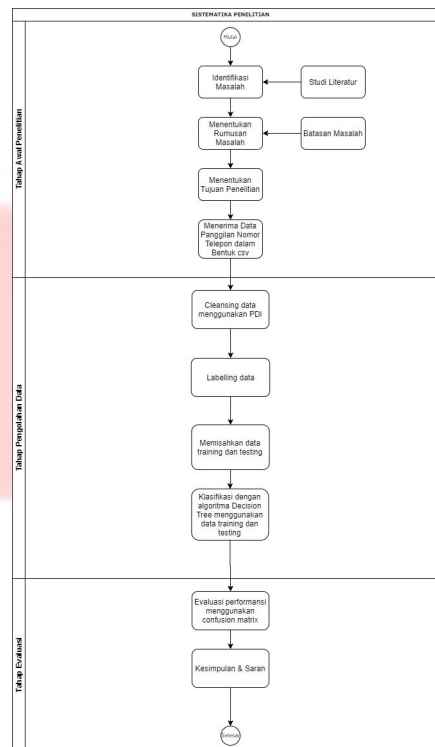 SISTEMATIKA PENELITIAN
Tahap Awal Penelitian
Mulai
Identifikasi
Masalah
Studi Literatur
Menentukan
Rumusan
Masalah
Batasan Masalah
Menentukan
Tujuan Penelitian
Menerima Data
Panggilan Nomor
Telepon dalam
Bentuk csv
Tahap Pengolahan Data
Cleansing data
menggunakan PDI
Labelling data
Memisahkan data
training dan testing
Klasifikasi dengan
algoritma Decision
Tree menggunakan
data training dan
testing
Tahap Evaluasi
Evaluasi performansi
menggunakan
confusion matrix
Kesimpulan & Saran
Selesai